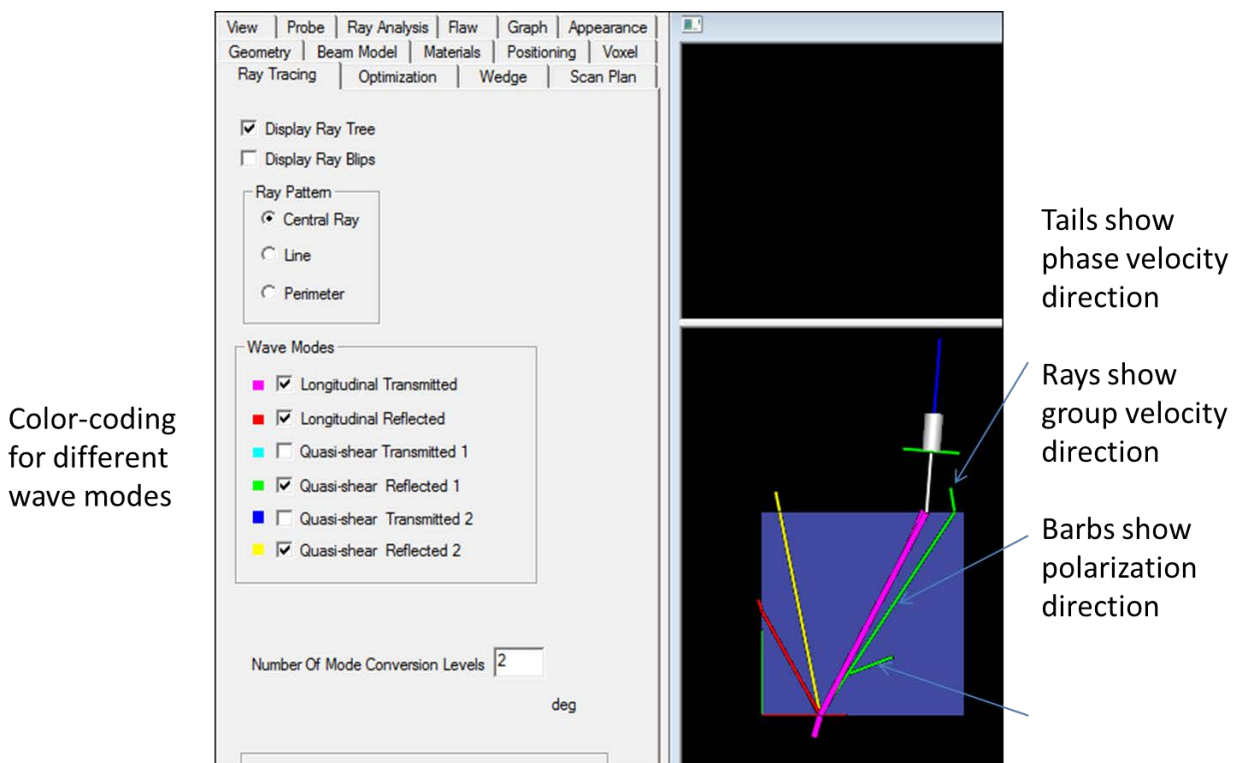 View Probe Ray Analysis Flaw Graph Appearance
Geometry Beam Model Materials Positioning Voxel
Ray Tracing Optimization Wedge Scan Plan
Display Ray Tree
Display Ray Blips
Ray Pattern
Central Ray
Line
Perimeter
Wave Modes
Longitudinal Transmitted
Longitudinal Reflected
Quasi-shear Transmitted 1
Quasi-shear Reflected 1
Quasi-shear Transmitted 2
Quasi-shear Reflected 2
Number Of Mode Conversion Levels 2
deg
Color-coding
for different
wave modes
Tails show
phase velocity
direction
Rays show
group velocity
direction
Barbs show
polarization
direction